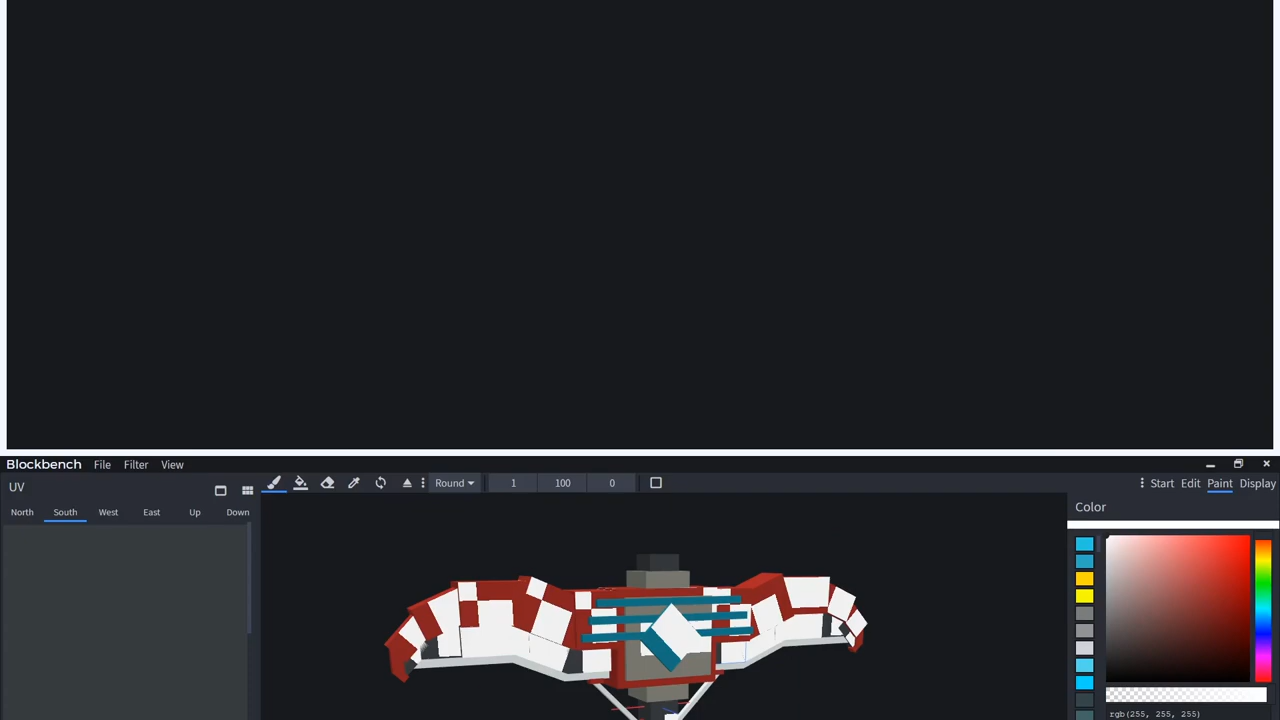 Blockbench File Filter View
UV
Round 1 100 0
Start Edit Paint Display
North South West East Up Down
Color
rgb(255, 255, 255)